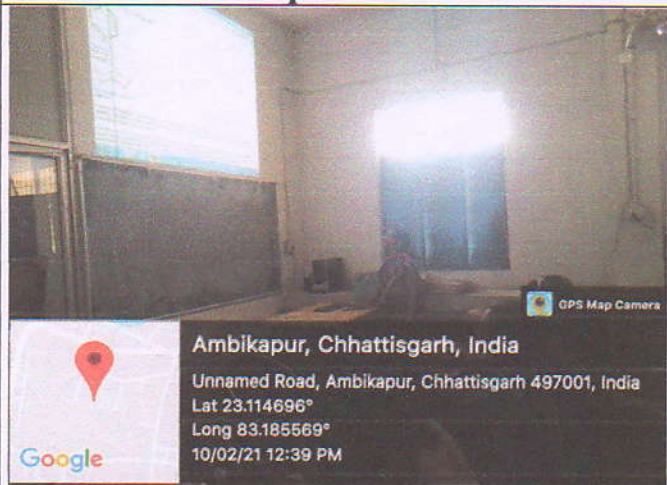 GPS Map Camera
Ambikapur, Chhattisgarh, India
Unnamed Road, Ambikapur, Chhattisgarh 497001, India
Lat 23.114696°
Long 83.185569°
10/02/21 12:39 PM
Google